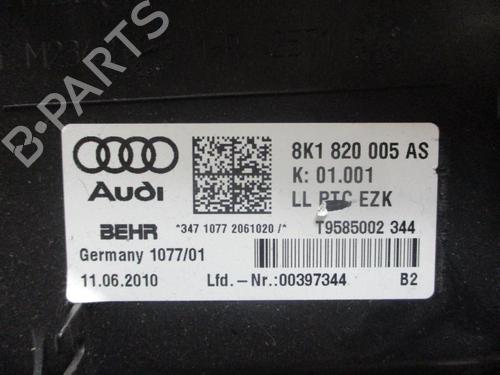 B-PARTS
Audi
8K1 820 005 AS
K: 01.001
LL PTC EZK
BEHR *347 1077 2061020 /* T9585002 344
Germany 1077/01
11.06.2010 Lfd.-Nr.:00397344 B2